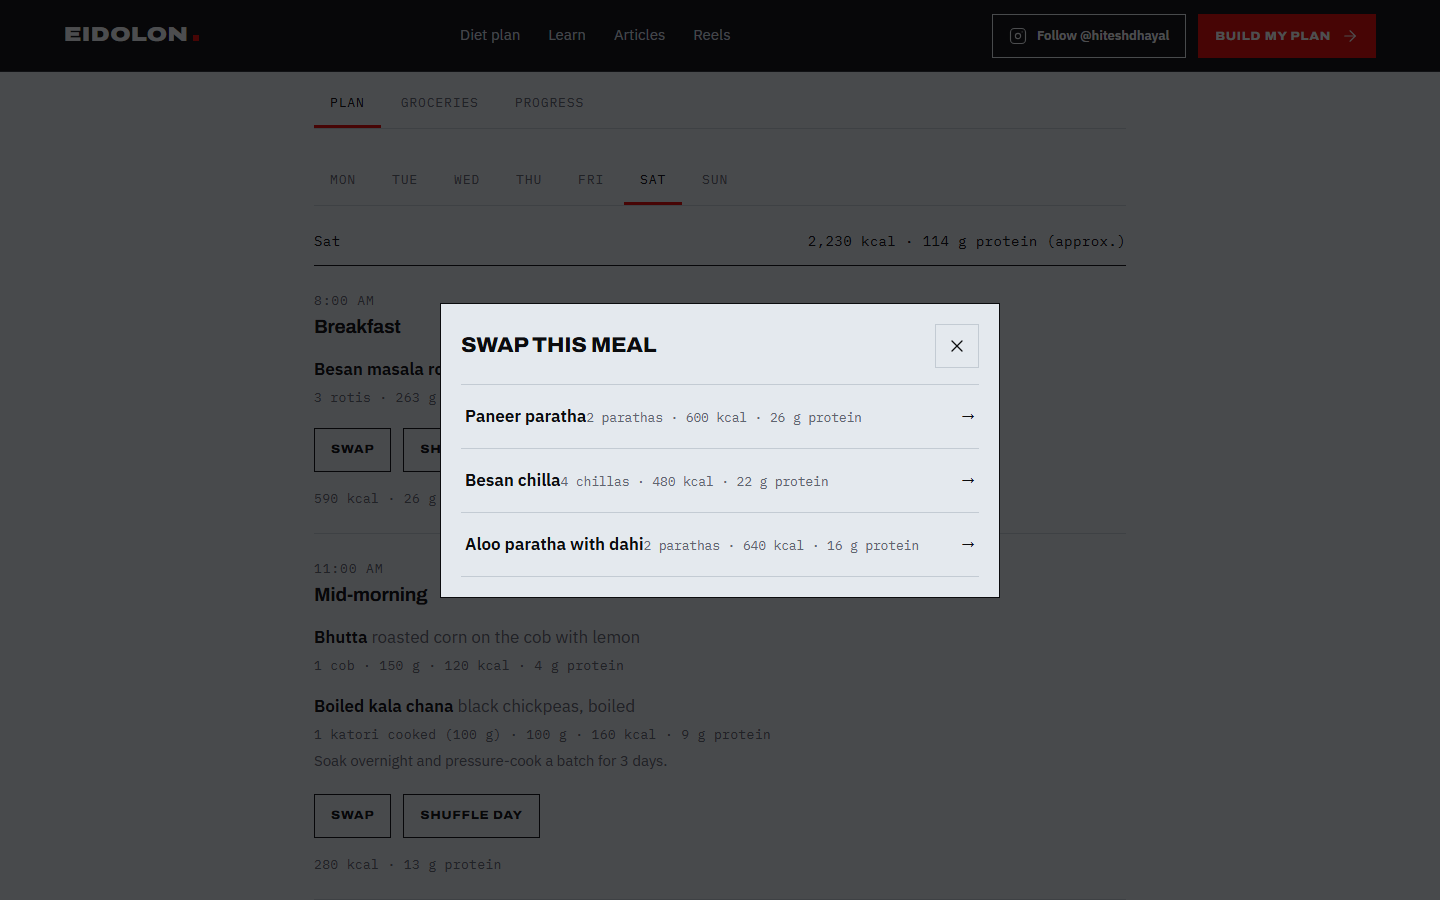 EIDOLON.
Diet plan Learn Articles Reels
Follow @hiteshdhayal
BUILD MY PLAN →
PLAN GROCERIES PROGRESS
MON TUE WED THU FRI SAT SUN
Sat 2,230 kcal · 114 g protein (approx.)
8:00 AM
Breakfast
Besan masala
3 rotis · 263 g
SWAP
590 kcal · 26 g
SWAP THIS MEAL
Paneer paratha2 parathas · 600 kcal · 26 g protein →
Besan chilla4 chillas · 480 kcal · 22 g protein →
Aloo paratha with dahi2 parathas · 640 kcal · 16 g protein →
11:00 AM
Mid-morning
Bhutta roasted corn on the cob with lemon
1 cob · 150 g · 120 kcal · 4 g protein
Boiled kala chana black chickpeas, boiled
1 katori cooked (100 g) · 100 g · 160 kcal · 9 g protein
Soak overnight and pressure-cook a batch for 3 days.
SWAP SHUFFLE DAY
280 kcal · 13 g protein